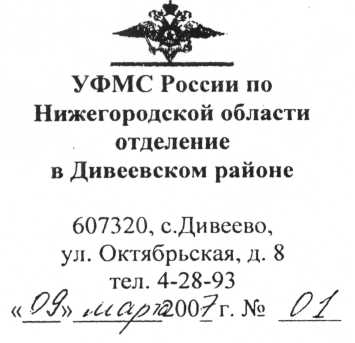 УФМС России по
Нижегородской области
отделение
в Дивеевском районе
607320, с.Дивеево,
ул. Октябрьская, д. 8
тел. 4-28-93
«09» марта 2007 г. № 01